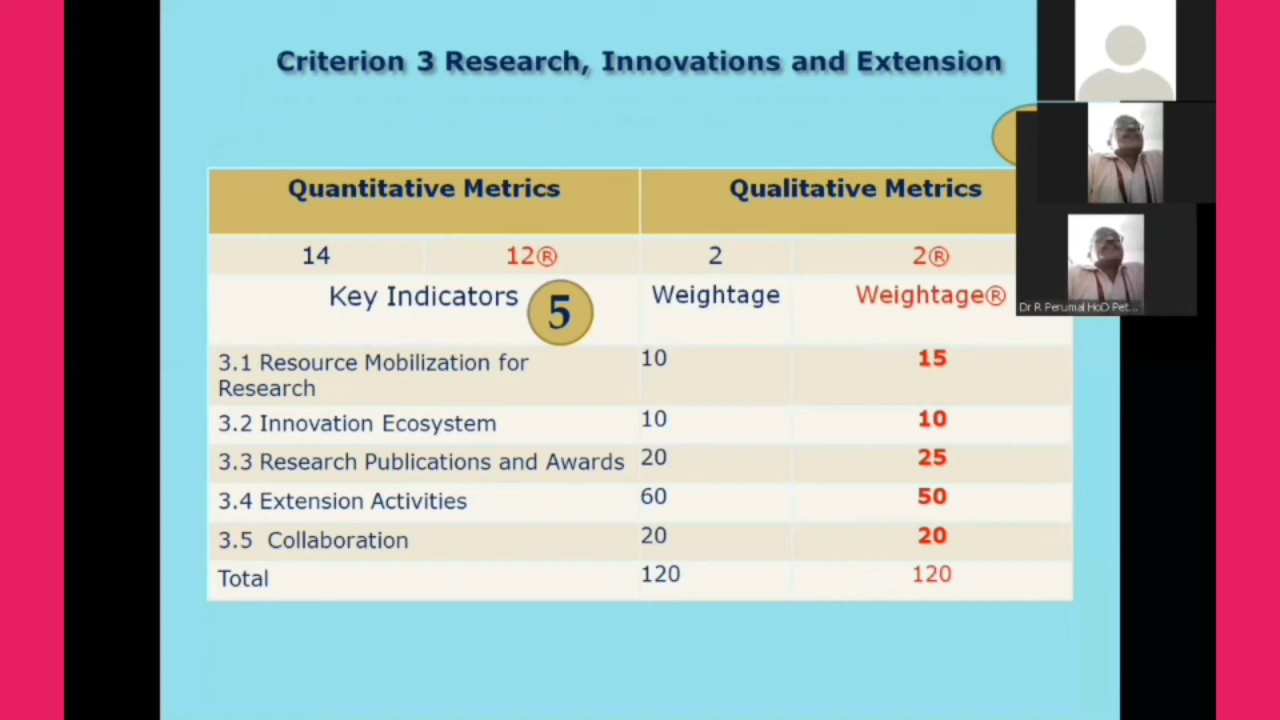 Criterion 3 Research, Innovations and Extension
Quantitative Metrics Qualitative Metrics
14 12® 2 2®
Key Indicators 5 Weightage Weightage®
3.1 Resource Mobilization for
Research 10 15
3.2 Innovation Ecosystem 10 10
3.3 Research Publications and Awards 20 25
3.4 Extension Activities 60 50
3.5 Collaboration 20 20
Total 120 120
Dr R Perumal HoD Pet...